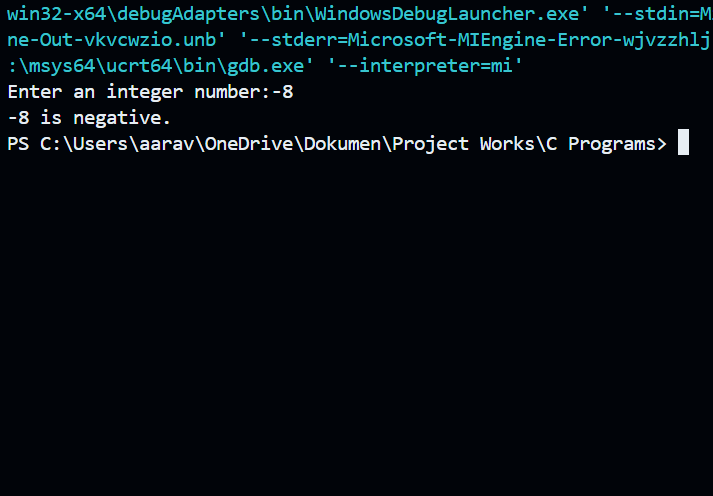 win32-x64\debugAdapters\bin\WindowsDebugLauncher.exe' '--stdin=M
ne-Out-vkvcwzio.unb' '--stderr=Microsoft-MIEngine-Error-wjvzzhlj
:\msys64\ucrt64\bin\gdb.exe' '--interpreter=mi'
Enter an integer number:-8
-8 is negative.
PS C:\Users\aarav\OneDrive\Dokumen\Project Works\C Programs>